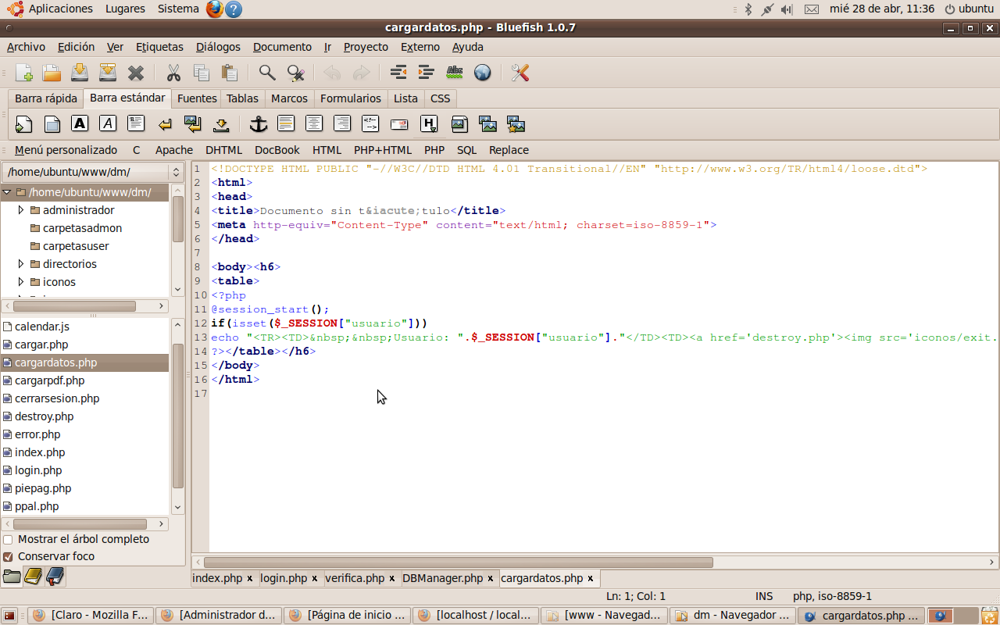 Aplicaciones Lugares Sistema mié 28 de abr, 11:36 ubuntu
cargardatos.php - Bluefish 1.0.7
Archivo Edición Ver Etiquetas Diálogos Documento Ir Proyecto Externo Ayuda
Abc
Barra rápida Barra estándar Fuentes Tablas Marcos Formularios Lista CSS
A A H
Menú personalizado C Apache DHTML DocBook HTML PHP+HTML PHP SQL Replace
/home/ubuntu/www/dm/
/home/ubuntu/www/dm/
administrador
carpetasadmon
carpetasuser
directorios
iconos
calendar.js
cargar.php
cargardatos.php
cargarpdf.php
cerrarsesion.php
destroy.php
error.php
index.php
login.php
piepag.php
ppal.php
Mostrar el árbol completo
Conservar foco
1 <!DOCTYPE HTML PUBLIC "-//W3C//DTD HTML 4.01 Transitional//EN" "http://www.w3.org/TR/html4/loose.dtd">
2 <html>
3 <head>
4 <title>Documento sin t&iacute;tulo</title>
5 <meta http-equiv="Content-Type" content="text/html; charset=iso-8859-1">
6 </head>
7
8 <body><h6>
9 <table>
10 <?php
11 @session_start();
12 if(isset($_SESSION["usuario"]))
13 echo "<TR><TD>&nbsp;&nbsp;Usuario: ".$_SESSION["usuario"]."</TD><TD><a href='destroy.php'><img src='iconos/exit.
14 ?></table></h6>
15 </body>
16 </html>
17
index.php login.php verifica.php DBManager.php cargardatos.php
Ln: 1; Col: 1 INS php, iso-8859-1
[Claro - Mozilla F... [Administrador d... [Página de inicio ... [localhost / local... [www - Navegad... dm - Navegador ... cargardatos.php ...